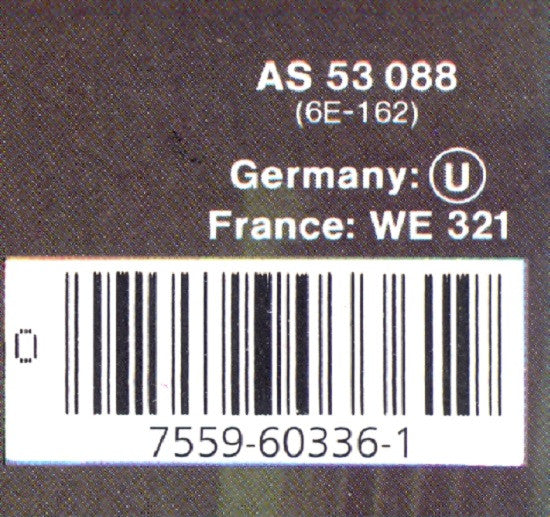 AS 53 088
(6E-162)
Germany: U
France: WE 321
0
7559-60336-1